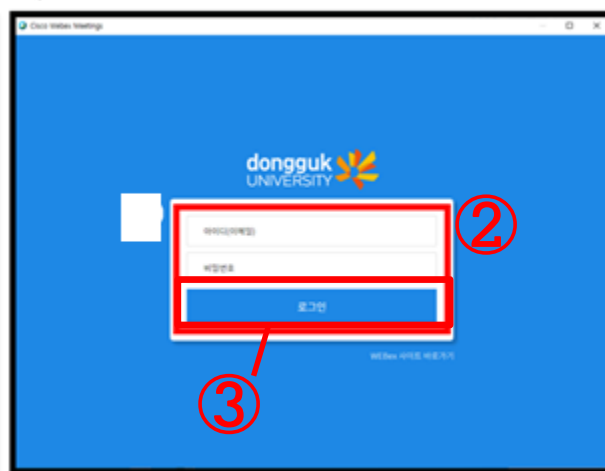 Cisco Webex Meetings
dongguk
UNIVERSITY
②
아이디(이메일)
비밀번호
로그인
WEBex 사이트 바로가기
③